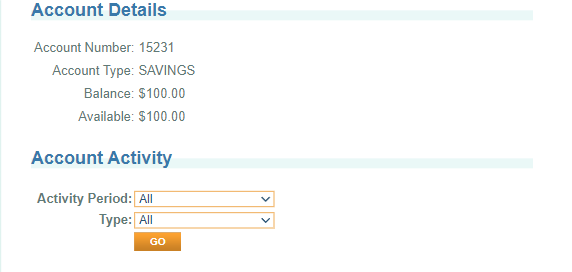 Account Details
Account Number: 15231
Account Type: SAVINGS
Balance: $100.00
Available: $100.00
Account Activity
Activity Period: All
Type: All
GO